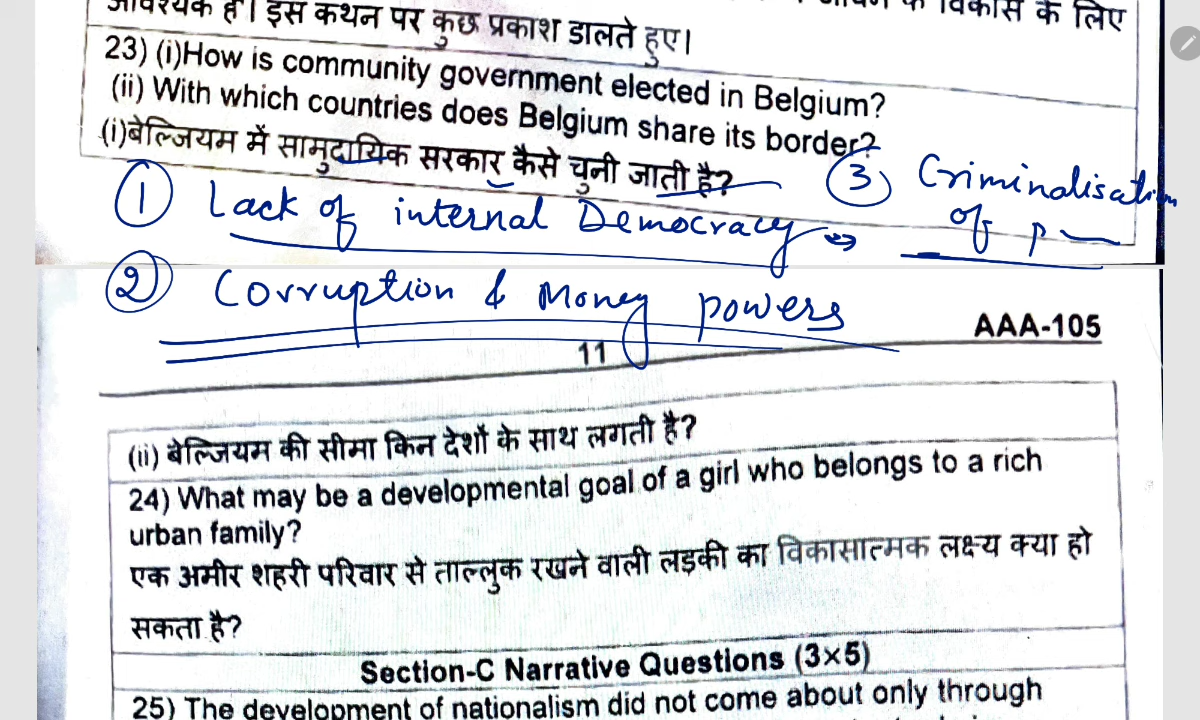 आवश्यक है। इस कथन पर कुछ प्रकाश डालते हुए।
के विकास के लिए
23) (i)How is community government elected in Belgium?
(ii) With which countries does Belgium share its border?
(i)बेल्जियम में सामुदायिक सरकार कैसे चुनी जाती है?
① Lack of internal Democracy
③ Criminalisation
of p
② Corruption & Money powers
AAA-105
11
(ii) बेल्जियम की सीमा किन देशों के साथ लगती है?
24) What may be a developmental goal of a girl who belongs to a rich
urban family?
एक अमीर शहरी परिवार से ताल्लुक रखने वाली लड़की का विकासात्मक लक्ष्य क्या हो
सकता है?
Section-C Narrative Questions (3×5)
25) The development of nationalism did not come about only through